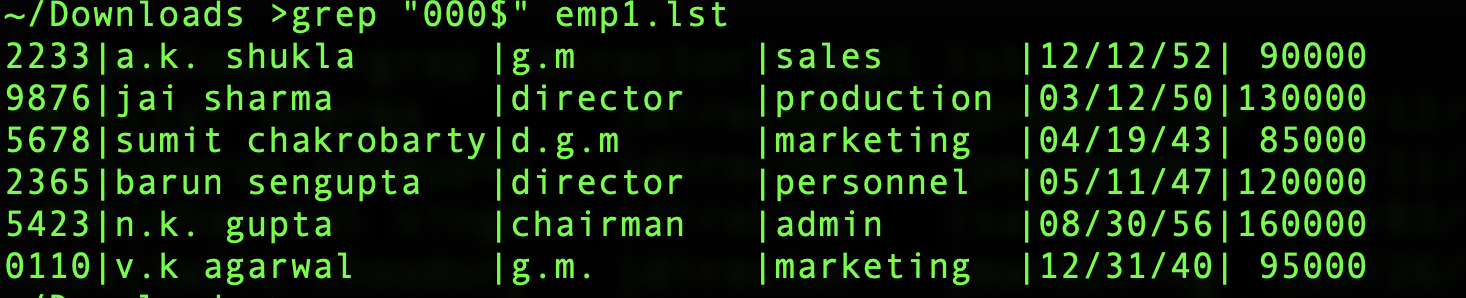 ~/Downloads >grep "000$" emp1.lst
2233|a.k. shukla      |g.m        |sales      |12/12/52| 90000
9876|jai sharma       |director   |production |03/12/50|130000
5678|sumit chakrobarty|d.g.m      |marketing  |04/19/43| 85000
2365|barun sengupta   |director   |personnel  |05/11/47|120000
5423|n.k. gupta       |chairman   |admin      |08/30/56|160000
0110|v.k agarwal      |g.m.       |marketing  |12/31/40| 95000